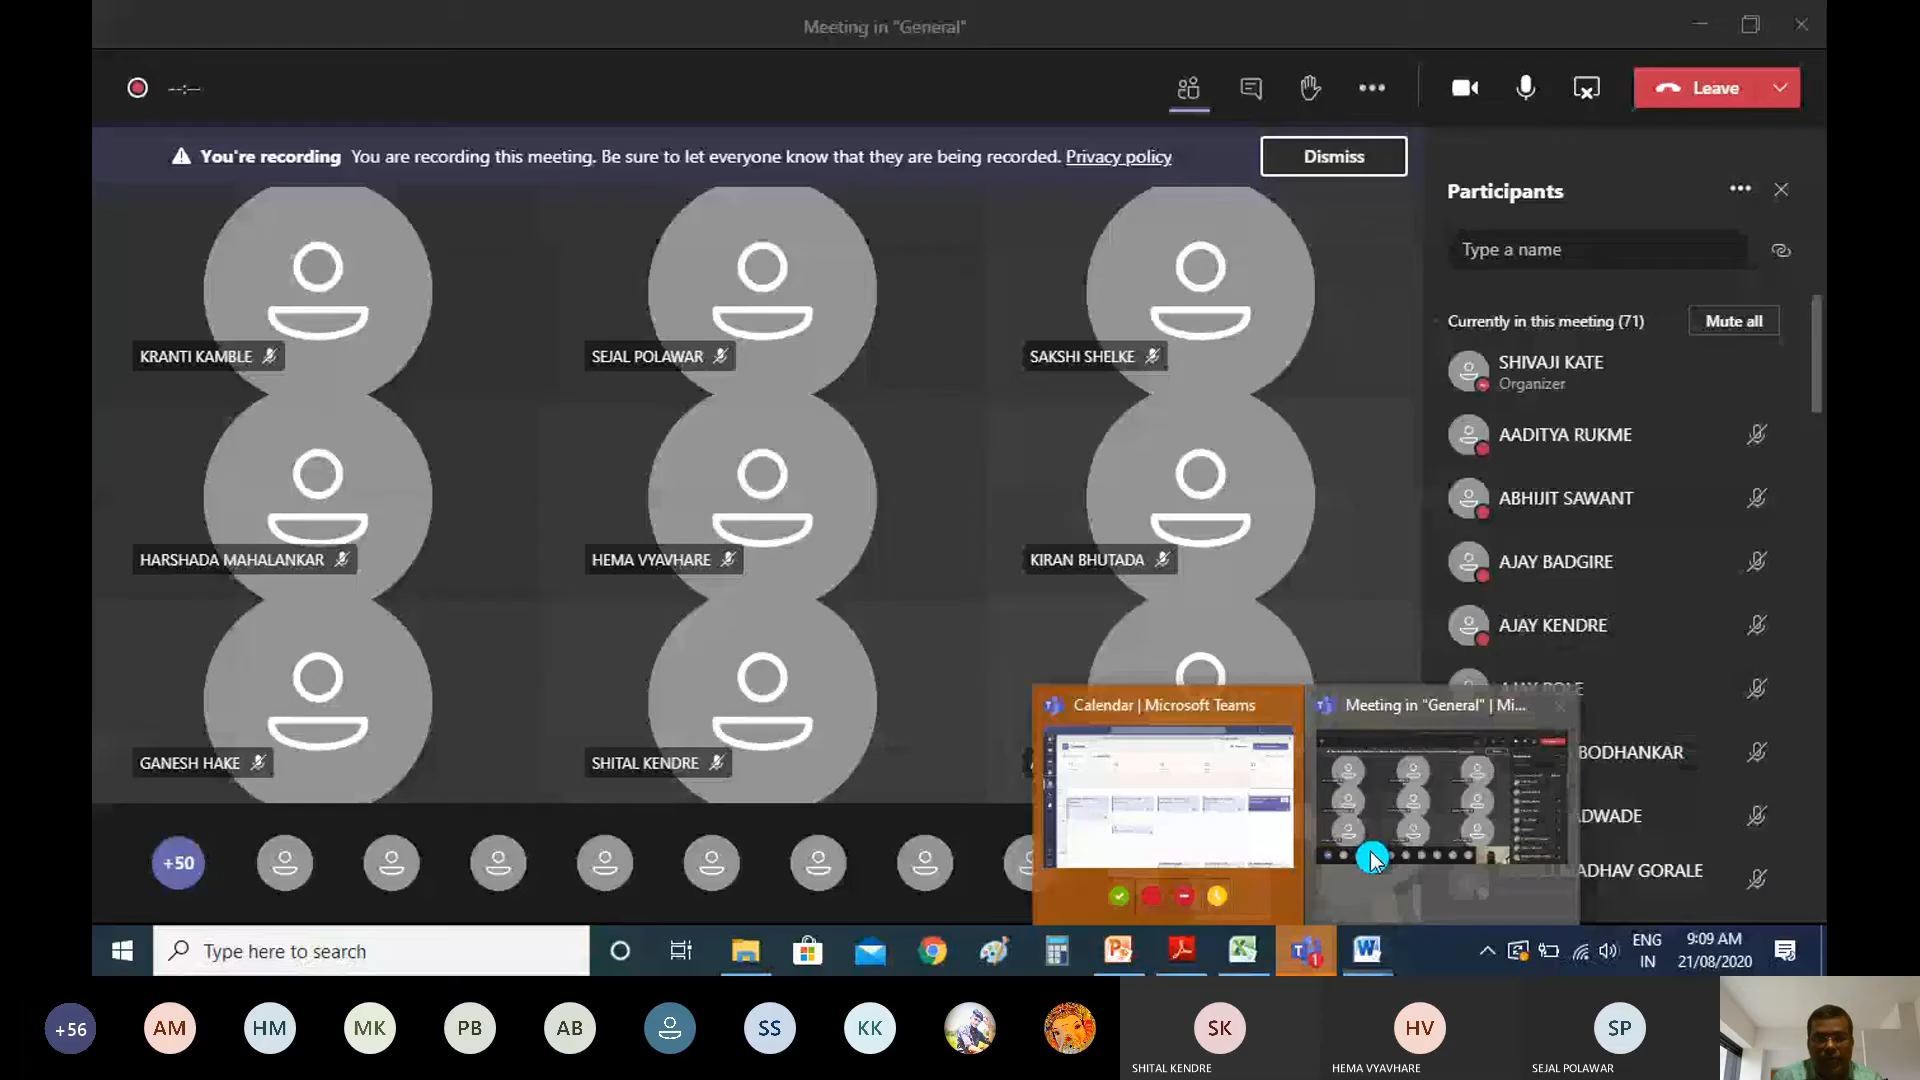 Meeting in "General"
--:--
Leave
You're recording You are recording this meeting. Be sure to let everyone know that they are being recorded. Privacy policy
Dismiss
Participants
Type a name
Currently in this meeting (71)
Mute all
SHIVAJI KATE
Organizer
AADITYA RUKME
ABHIJIT SAWANT
AJAY BADGIRE
AJAY KENDRE
BODHANKAR
ADHAV GORALE
KRANTI KAMBLE
SEJAL POLAWAR
SAKSHI SHELKE
HARSHADA MAHALANKAR
HEMA VYAVHARE
KIRAN BHUTADA
GANESH HAKE
SHITAL KENDRE
+50
Calendar | Microsoft Teams
Meeting in "General" | Mi...
Type here to search
1
ENG
IN
9:09 AM
21/08/2020
+56
AM
HM
MK
PB
AB
SS
KK
SK
SHITAL KENDRE
HV
HEMA VYAVHARE
SP
SEJAL POLAWAR